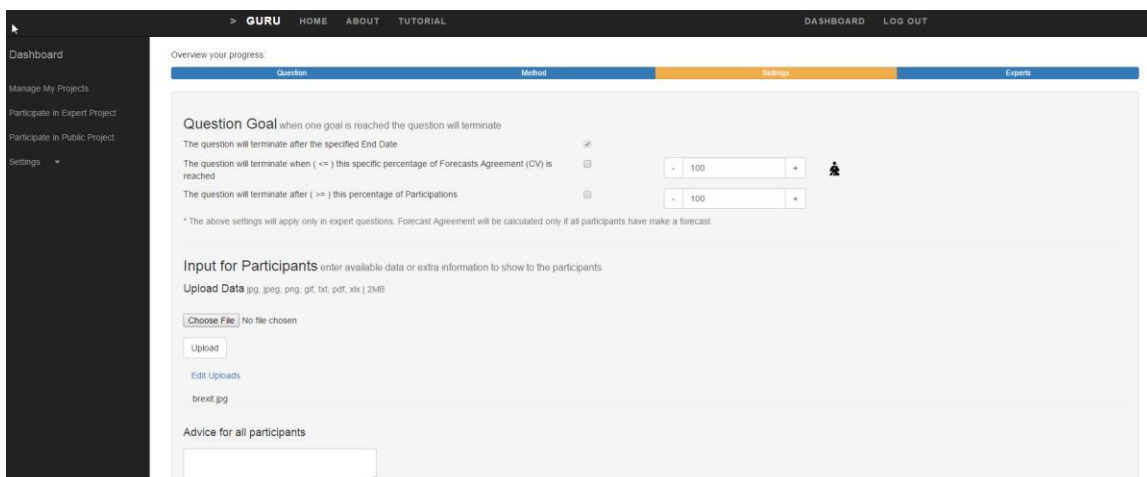 > GURU HOME ABOUT TUTORIAL DASHBOARD LOG OUT
Dashboard
Manage My Projects
Participate in Expert Project
Participate in Public Project
Settings
Overview your progress:
Question Method Settings Experts
Question Goal when one goal is reached the question will terminate
The question will terminate after the specified End Date
The question will terminate when ( <= ) this specific percentage of Forecasts Agreement (CV) is
reached
- 100 +
The question will terminate after ( >= ) this percentage of Participations
- 100 +
* The above settings will apply only in expert questions. Forecast Agreement will be calculated only if all participants have make a forecast
Input for Participants enter available data or extra information to show to the participants
Upload Data jpg, jpeg, png, gif, txt, pdf, xlx | 2MB
Choose File No file chosen
Upload
Edit Uploads
brexit.jpg
Advice for all participants